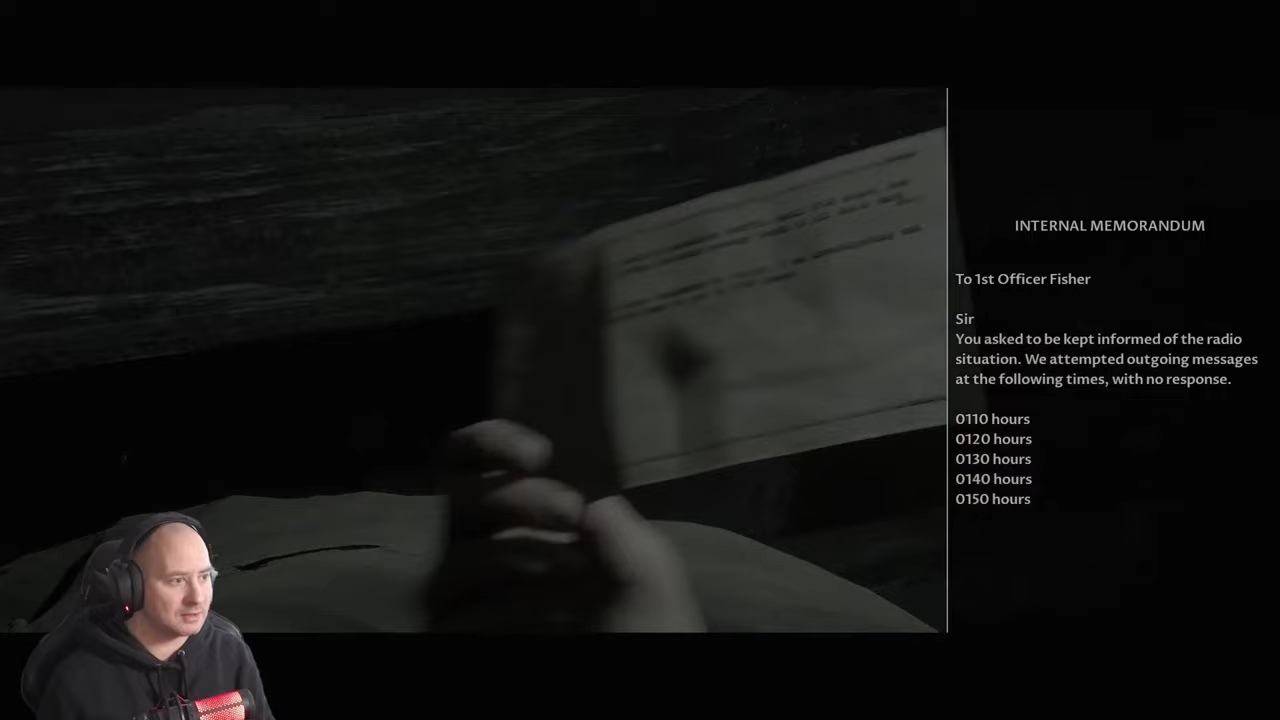 INTERNAL MEMORANDUM
To 1st Officer Fisher
Sir
You asked to be kept informed of the radio
situation. We attempted outgoing messages
at the following times, with no response.
0110 hours
0120 hours
0130 hours
0140 hours
0150 hours